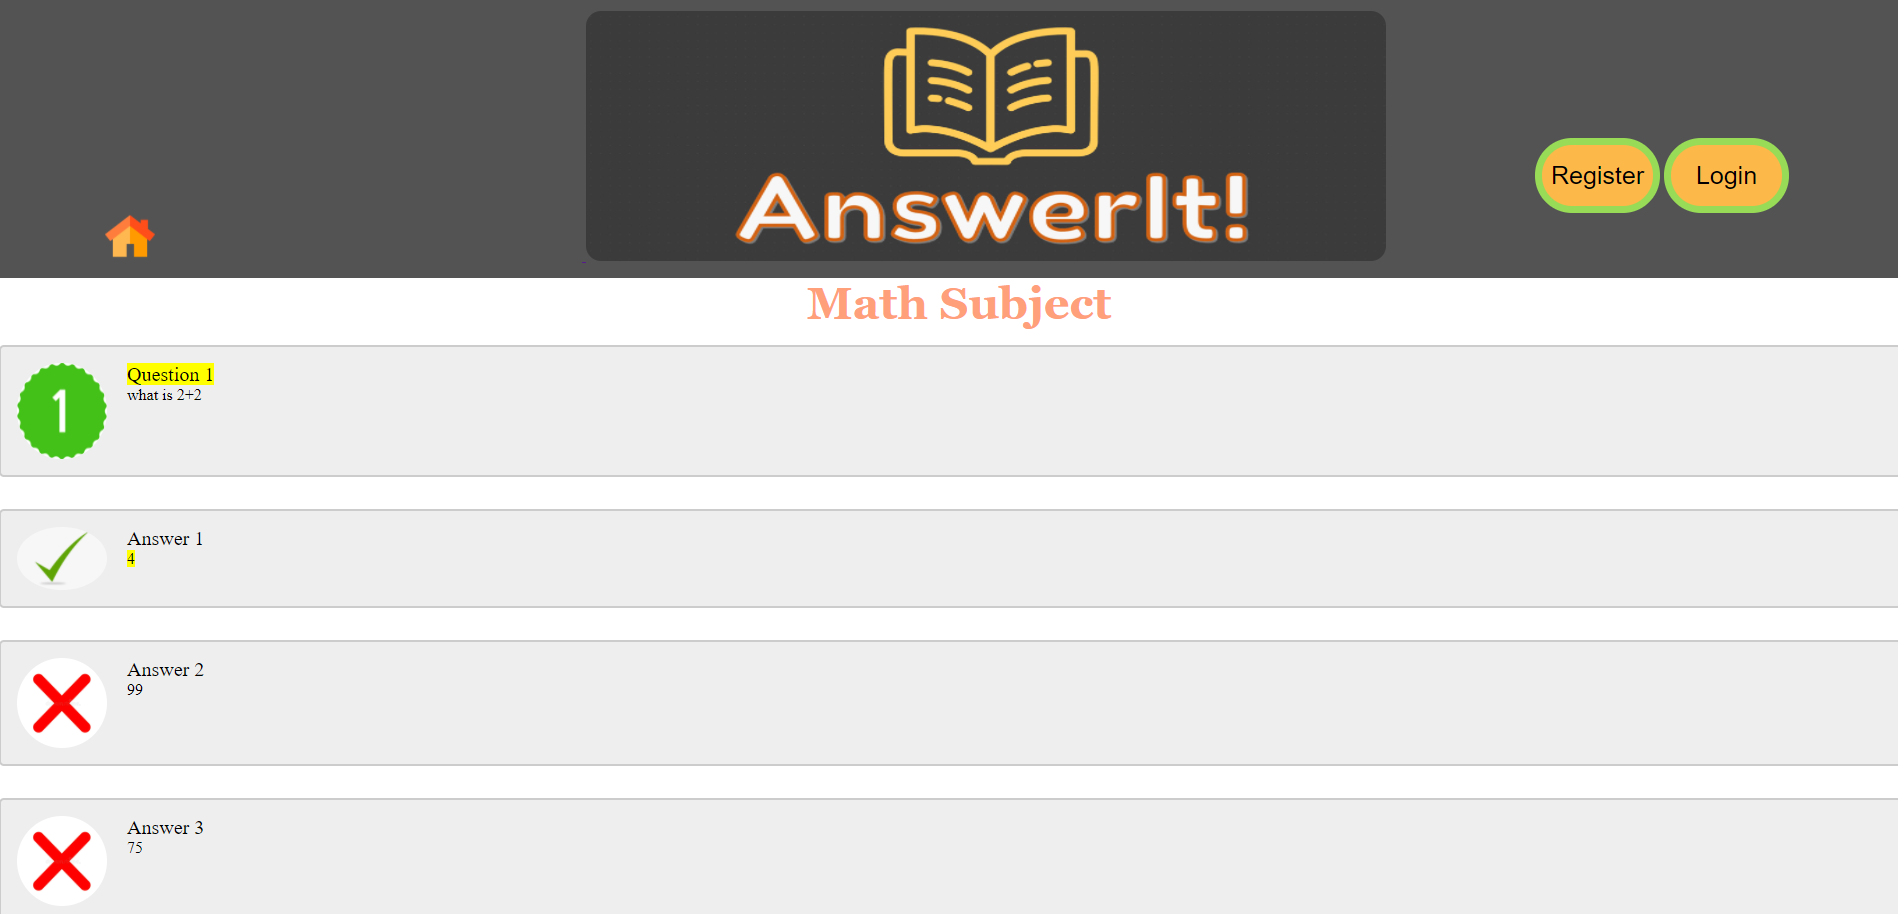 AnswerIt!
Register
Login
Math Subject
1
Question 1
what is 2+2
Answer 1
4
Answer 2
99
Answer 3
75